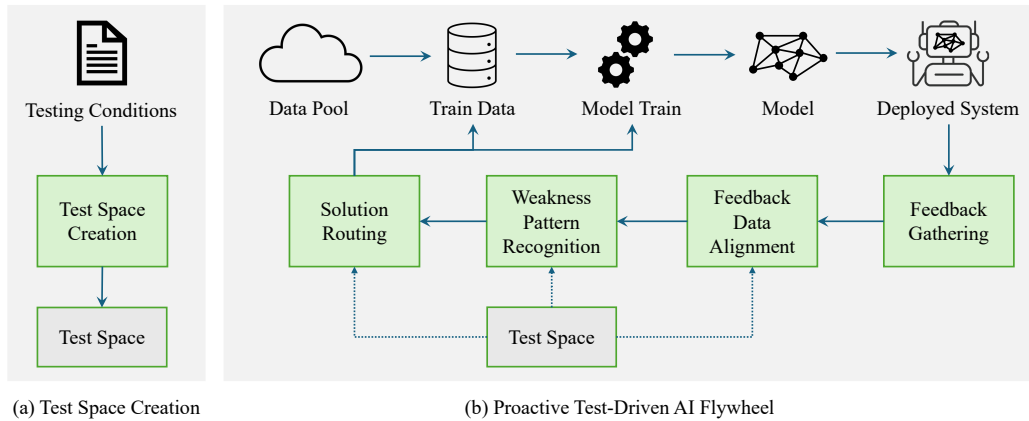 Testing Conditions
Test Space
Creation
Test Space
(a) Test Space Creation
Data Pool
Train Data
Model Train
Model
Deployed System
Solution
Routing
Weakness
Pattern
Recognition
Feedback
Data
Alignment
Feedback
Gathering
Test Space
(b) Proactive Test-Driven AI Flywheel